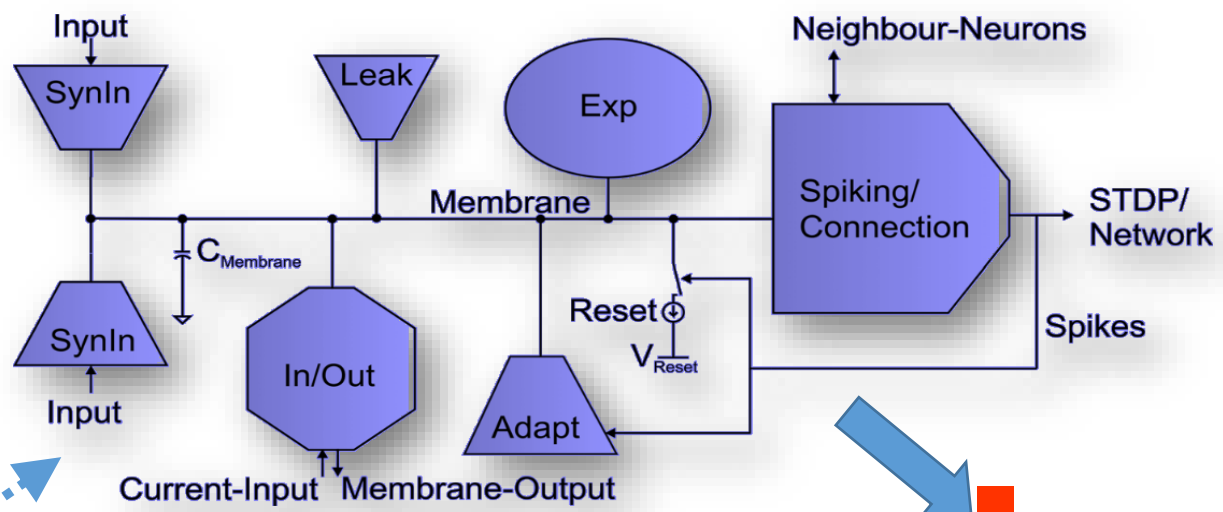 Input
SynIn
Leak
Exp
Neighbour-Neurons
Membrane
Spiking/
Connection
STDP/
Network
CMembrane
SynIn
Input
In/Out
Reset
VReset
Adapt
Spikes
Current-Input
Membrane-Output